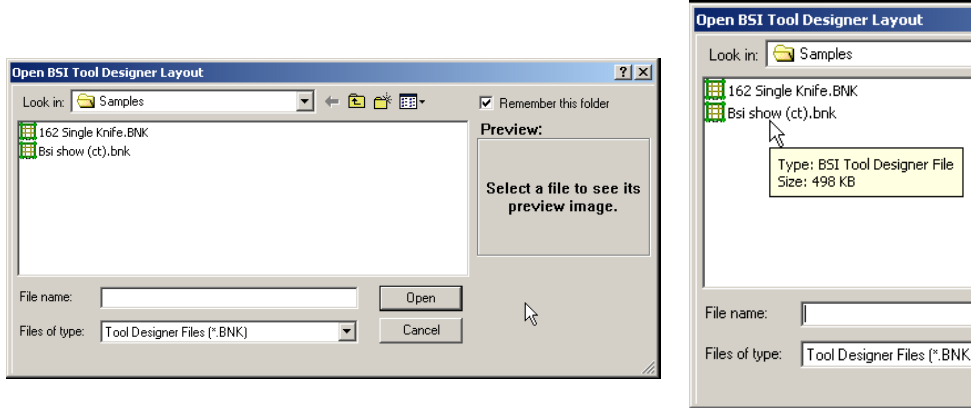 Open BSI Tool Designer Layout
Look in: Samples
Remember this folder
162 Single Knife.BNK
Bsi show (ct).bnk
Preview:
Select a file to see its
preview image.
File name:
Open
Files of type: Tool Designer Files (*.BNK)
Cancel
Open BSI Tool Designer Layout
Look in: Samples
162 Single Knife.BNK
Bsi show (ct).bnk
Type: BSI Tool Designer File
Size: 498 KB
File name:
Files of type: Tool Designer Files (*.BNK